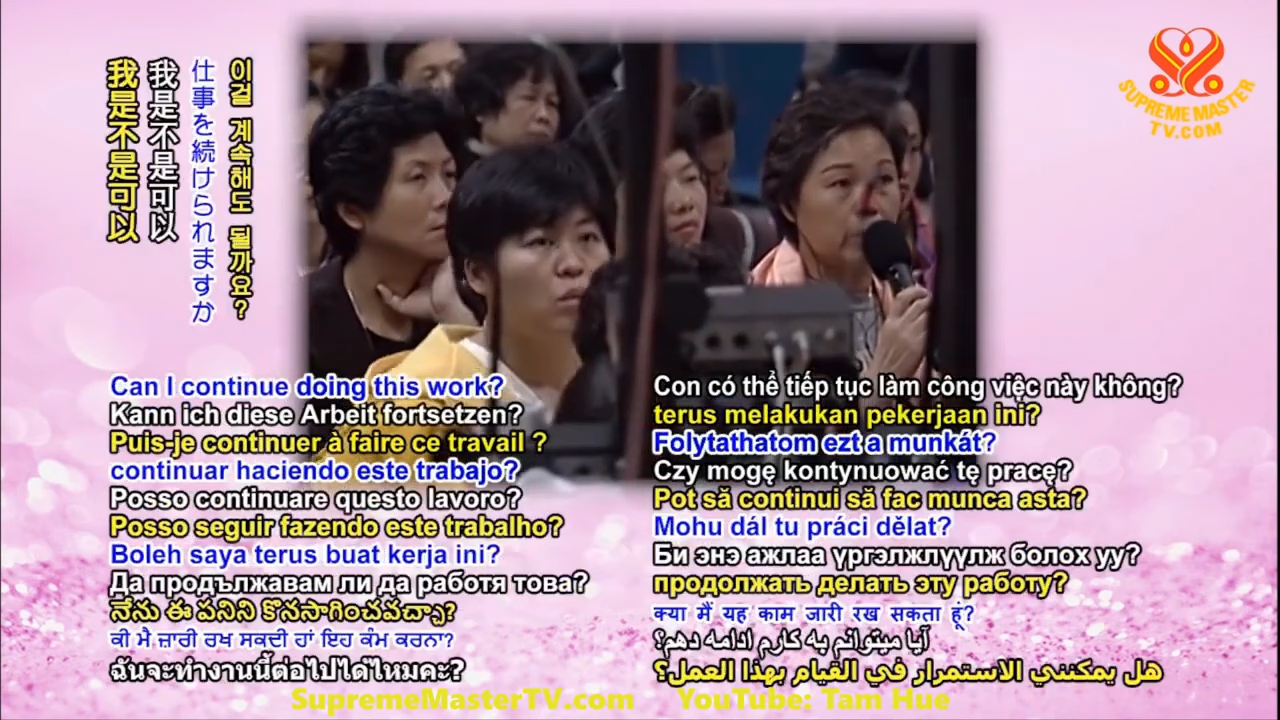 我是不是可以
我是不是可以
仕事を続けられますか
이걸 계속해도 될까요?
SUPREME MASTER
TV.COM
Can I continue doing this work?
Kann ich diese Arbeit fortsetzen?
Puis-je continuer à faire ce travail ?
continuar haciendo este trabajo?
Posso continuare questo lavoro?
Posso seguir fazendo este trabalho?
Boleh saya terus buat kerja ini?
Да продължавам ли да работя това?
నేను ఈ పనిని కొనసాగించవచ్చా?
ਕੀ ਮੈਂ ਜ਼ਾਰੀ ਰਖ ਸਕਦੀ ਹਾਂ ਇਹ ਕੰਮ ਕਰਨਾ?
ฉันจะทำงานนี้ต่อไปได้ไหมคะ?
Con có thể tiếp tục làm công việc này không?
terus melakukan pekerjaan ini?
Folytathatom ezt a munkát?
Czy mogę kontynuować tę pracę?
Pot să continui să fac munca asta?
Mohu dál tu práci dělat?
Би энэ ажлаа үргэлжлүүлж болох уу?
продолжать делать эту работу?
क्या मैं यह काम जारी रख सकता हूं?
آیا میتوانم به کارم ادامه دهم؟
هل يمكنني الاستمرار في القيام بهذا العمل؟
SupremeMasterTV.com YouTube: Tam Hue